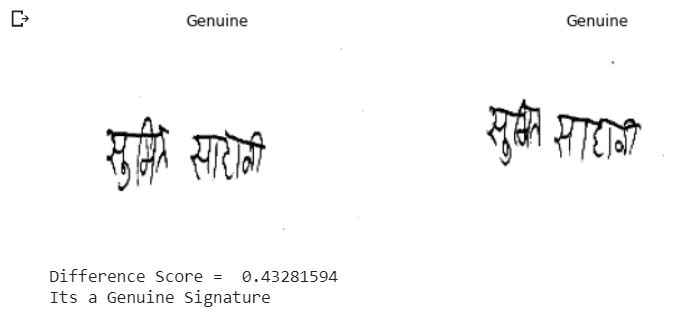 Genuine Genuine
सुमित साहानी सुमित साहानी
Difference Score = 0.43281594
Its a Genuine Signature